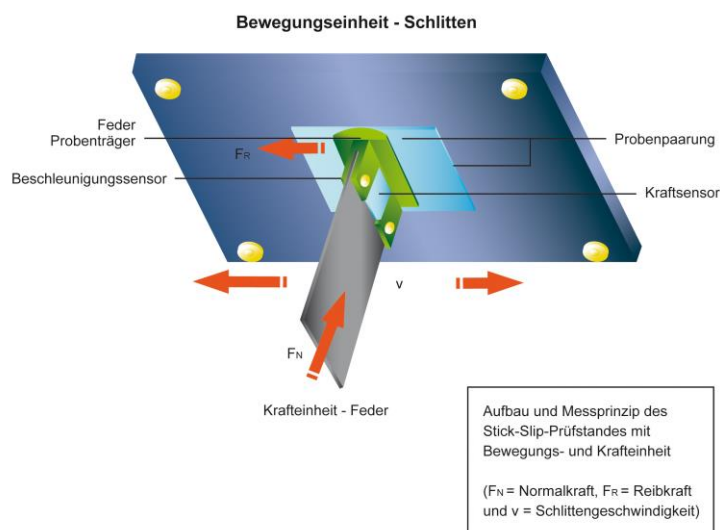 Bewegungseinheit - Schlitten
Feder
Probenträger
FR
Beschleunigungssensor
Probenpaarung
Kraftsensor
v
FN
Krafteinheit - Feder
Aufbau und Messprinzip des
Stick-Slip-Prüfstandes mit
Bewegungs- und Krafteinheit
(FN = Normalkraft, FR = Reibkraft
und v = Schlittengeschwindigkeit)